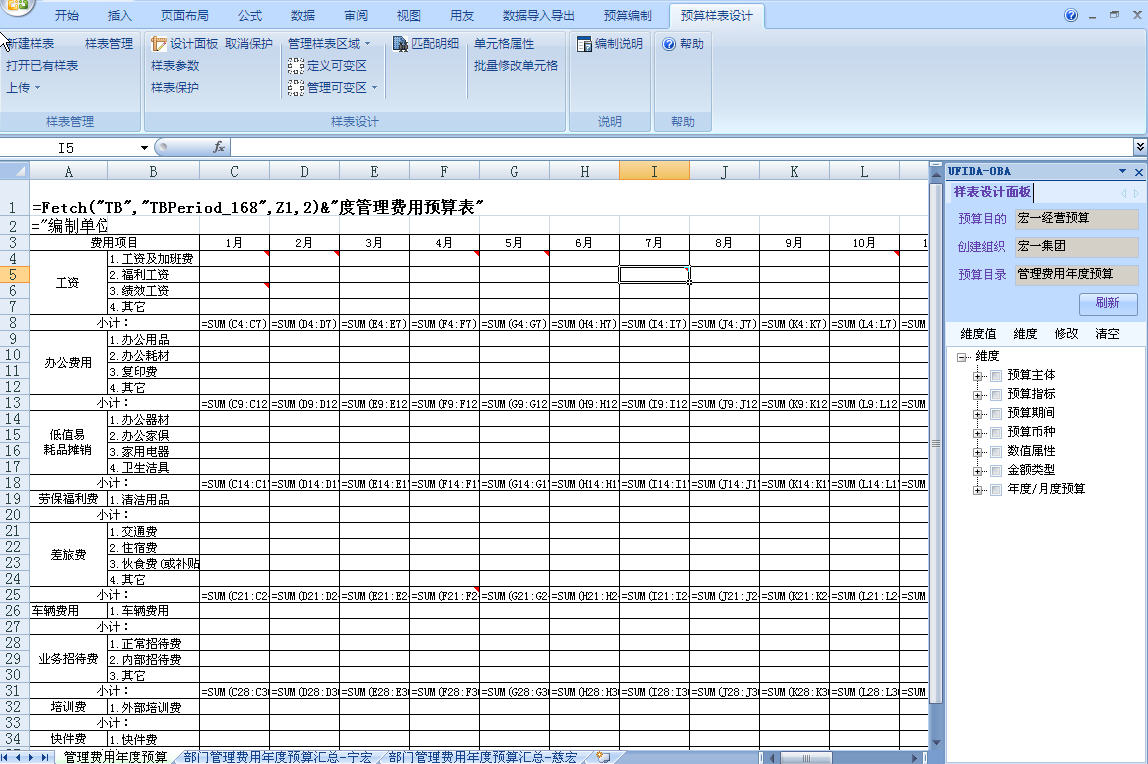 开始 插入 页面布局 公式 数据 审阅 视图 用友 数据导入导出 预算编制 预算样表设计
新建样表 样表管理 设计面板 取消保护 管理样表区域 匹配明细 单元格属性 编制说明 帮助
打开已有样表 样表参数 定义可变区 批量修改单元格
上传 样表保护 管理可变区
样表管理 样表设计 说明 帮助
I5 fx
A B C D E F G H I J K L
1 =Fetch("TB","TBPeriod_168",Z1,2)&"度管理费用预算表"
2 ="编制单位
3 费用项目 1月 2月 3月 4月 5月 6月 7月 8月 9月 10月 1
4 1.工资及加班费
5 工资 2.福利工资
6 3.绩效工资
7 4.其它
8 小计： =SUM(C4:C7) =SUM(D4:D7) =SUM(E4:E7) =SUM(F4:F7) =SUM(G4:G7) =SUM(H4:H7) =SUM(I4:I7) =SUM(J4:J7) =SUM(K4:K7) =SUM(L4:L7) =SUM
9 1.办公用品
10 办公费用 2.办公耗材
11 3.复印费
12 4.其它
13 小计： =SUM(C9:C12 =SUM(D9:D12 =SUM(E9:E12 =SUM(F9:F12 =SUM(G9:G12 =SUM(H9:H12 =SUM(I9:I12 =SUM(J9:J12 =SUM(K9:K12 =SUM(L9:L12 =SUM
14 1.办公器材
15 低值易 2.办公家俱
16 耗品摊销 3.家用电器
17 4.卫生洁具
18 小计： =SUM(C14:C1 =SUM(D14:D1 =SUM(E14:E1 =SUM(F14:F1 =SUM(G14:G1 =SUM(H14:H1 =SUM(I14:I1 =SUM(J14:J1 =SUM(K14:K1 =SUM(L14:L1 =SUM
19 劳保福利费 1.清洁用品
20 小计：
21 1.交通费
22 差旅费 2.住宿费
23 3.伙食费(或补贴
24 4.其它
25 小计： =SUM(C21:C2 =SUM(D21:D2 =SUM(E21:E2 =SUM(F21:F2 =SUM(G21:G2 =SUM(H21:H2 =SUM(I21:I2 =SUM(J21:J2 =SUM(K21:K2 =SUM(L21:L2 =SUM
26 车辆费用 1.车辆费用
27 小计：
28 1.正常招待费
29 业务招待费 2.内部招待费
30 3.其它
31 小计： =SUM(C28:C3 =SUM(D28:D3 =SUM(E28:E3 =SUM(F28:F3 =SUM(G28:G3 =SUM(H28:H3 =SUM(I28:I3 =SUM(J28:J3 =SUM(K28:K3 =SUM(L28:L3 =SUM
32 培训费 1.外部培训费
33 小计：
34 快件费 1.快件费
管理费用年度预算 部门管理费用年度预算汇总-宁宏 部门管理费用年度预算汇总-慈宏
UFIDA-OBA
样表设计面板
预算目的 宏一经营预算
创建组织 宏一集团
预算目录 管理费用年度预算
刷新
维度值 维度 修改 清空
维度
预算主体
预算指标
预算期间
预算币种
数值属性
金额类型
年度/月度预算